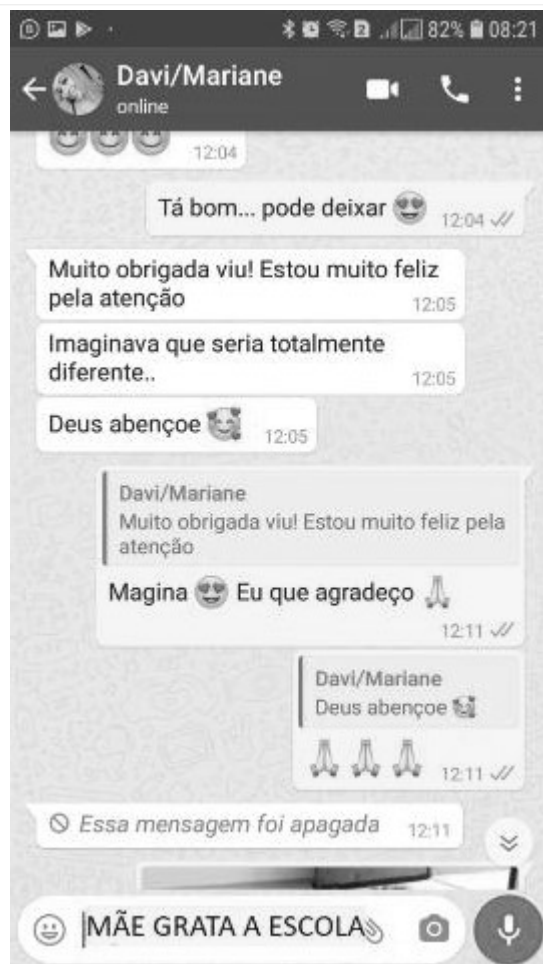 82% 08:21
Davi/Mariane
online
12:04
Tá bom... pode deixar
12:04
Muito obrigada viu! Estou muito feliz
pela atenção
12:05
Imaginava que seria totalmente
diferente..
12:05
Deus abençoe
12:05
Davi/Mariane
Muito obrigada viu! Estou muito feliz pela
atenção
Magina Eu que agradeço
12:11
Davi/Mariane
Deus abençoe
12:11
Essa mensagem foi apagada 12:11
MÃE GRATA A ESCOLA